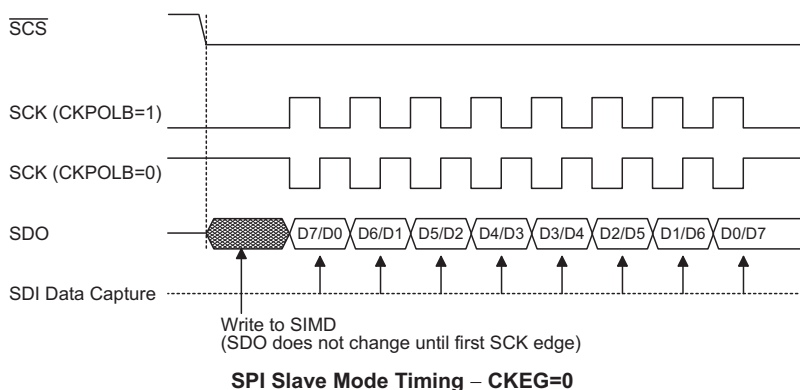 SCS
SCK (CKPOLB=1)
SCK (CKPOLB=0)
SDO D7/D0 D6/D1 D5/D2 D4/D3 D3/D4 D2/D5 D1/D6 D0/D7
SDI Data Capture
Write to SIMD
(SDO does not change until first SCK edge)
SPI Slave Mode Timing – CKEG=0